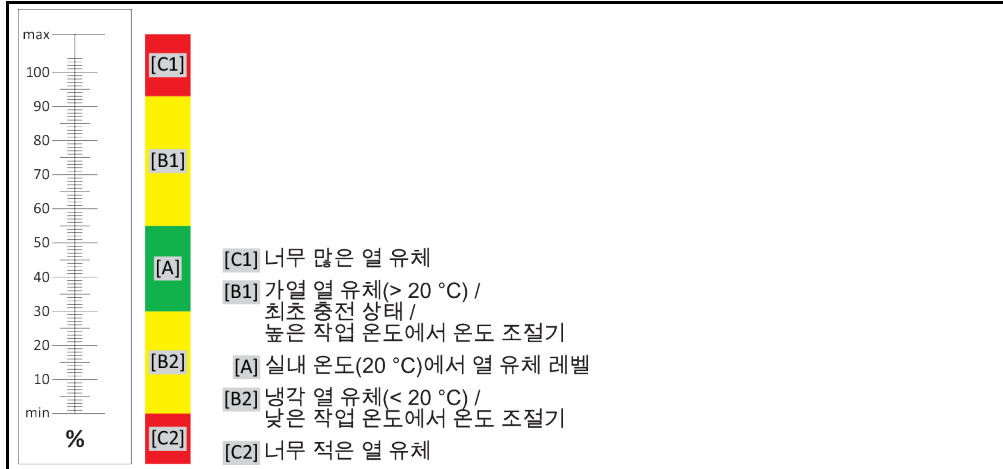 max
100
90
80
70
60
50
40
30
20
10
min
%
[C1]
[B1]
[A]
[B2]
[C2]
[C1] 너무 많은 열 유체
[B1] 가열 열 유체(> 20 °C) /
최초 충전 상태 /
높은 작업 온도에서 온도 조절기
[A] 실내 온도(20 °C)에서 열 유체 레벨
[B2] 냉각 열 유체(< 20 °C) /
낮은 작업 온도에서 온도 조절기
[C2] 너무 적은 열 유체